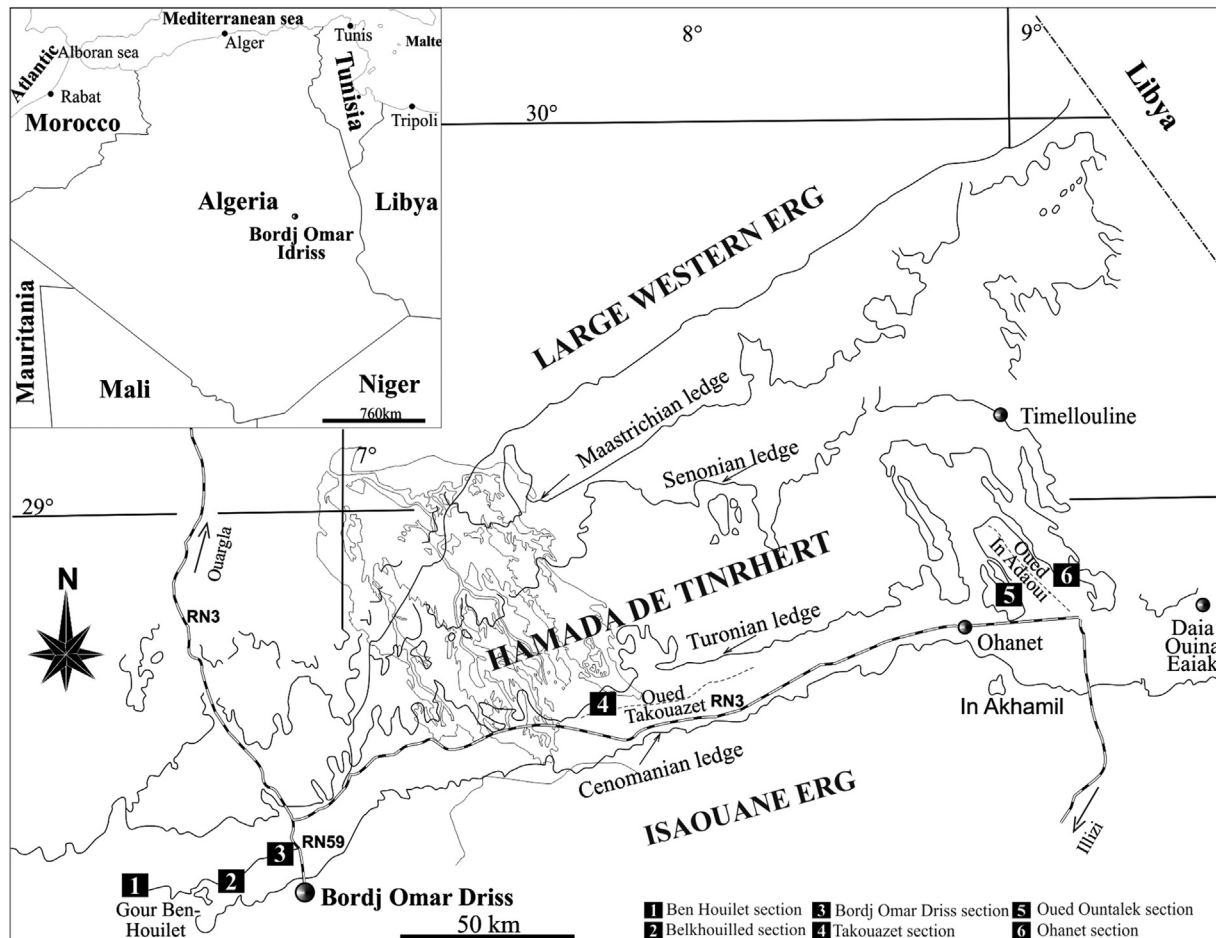 Mediterranean sea
Alger
Tunis
Malte
Atlantic
Alboran sea
Rabat
Morocco
Tunisia
Tripoli
Algeria
Libya
Bordj Omar
Idriss
Mauritania
Mali
Niger
760km
8°
9°
30°
Libya
LARGE WESTERN ERG
Maastrichian ledge
Senonian ledge
Timellouline
7°
29°
Ouargla
N
RN3
HAMADA DE TINRHERT
Oued
In Adaoui
5
6
Turonian ledge
Ohanet
Daia
Ouina
Eaiak
4
Oued
Takouazet
RN3
In Akhamil
Cenomanian ledge
ISAOUANE ERG
Illizi
RN59
3
2
1
Gour Ben-
Houilet
Bordj Omar Driss
50 km
1 Ben Houilet section
2 Belkhouilled section
3 Bordj Omar Driss section
4 Takouazet section
5 Oued Ountalek section
6 Ohanet section